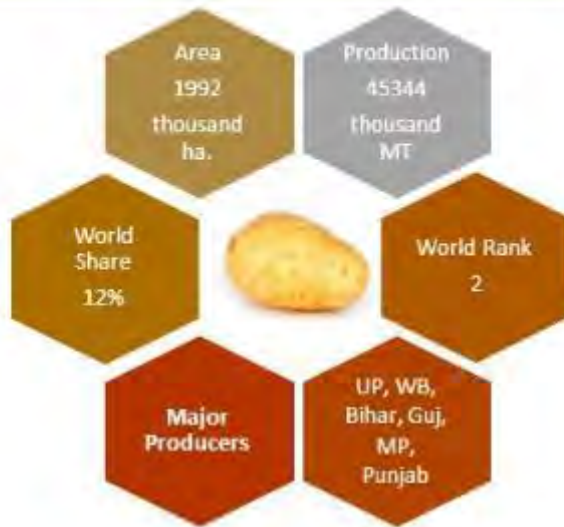 Area
1992
thousand
ha.
Production
45344
thousand
MT
World
Share
12%
World Rank
2
Major
Producers
UP, WB,
Bihar, Guj,
MP,
Punjab